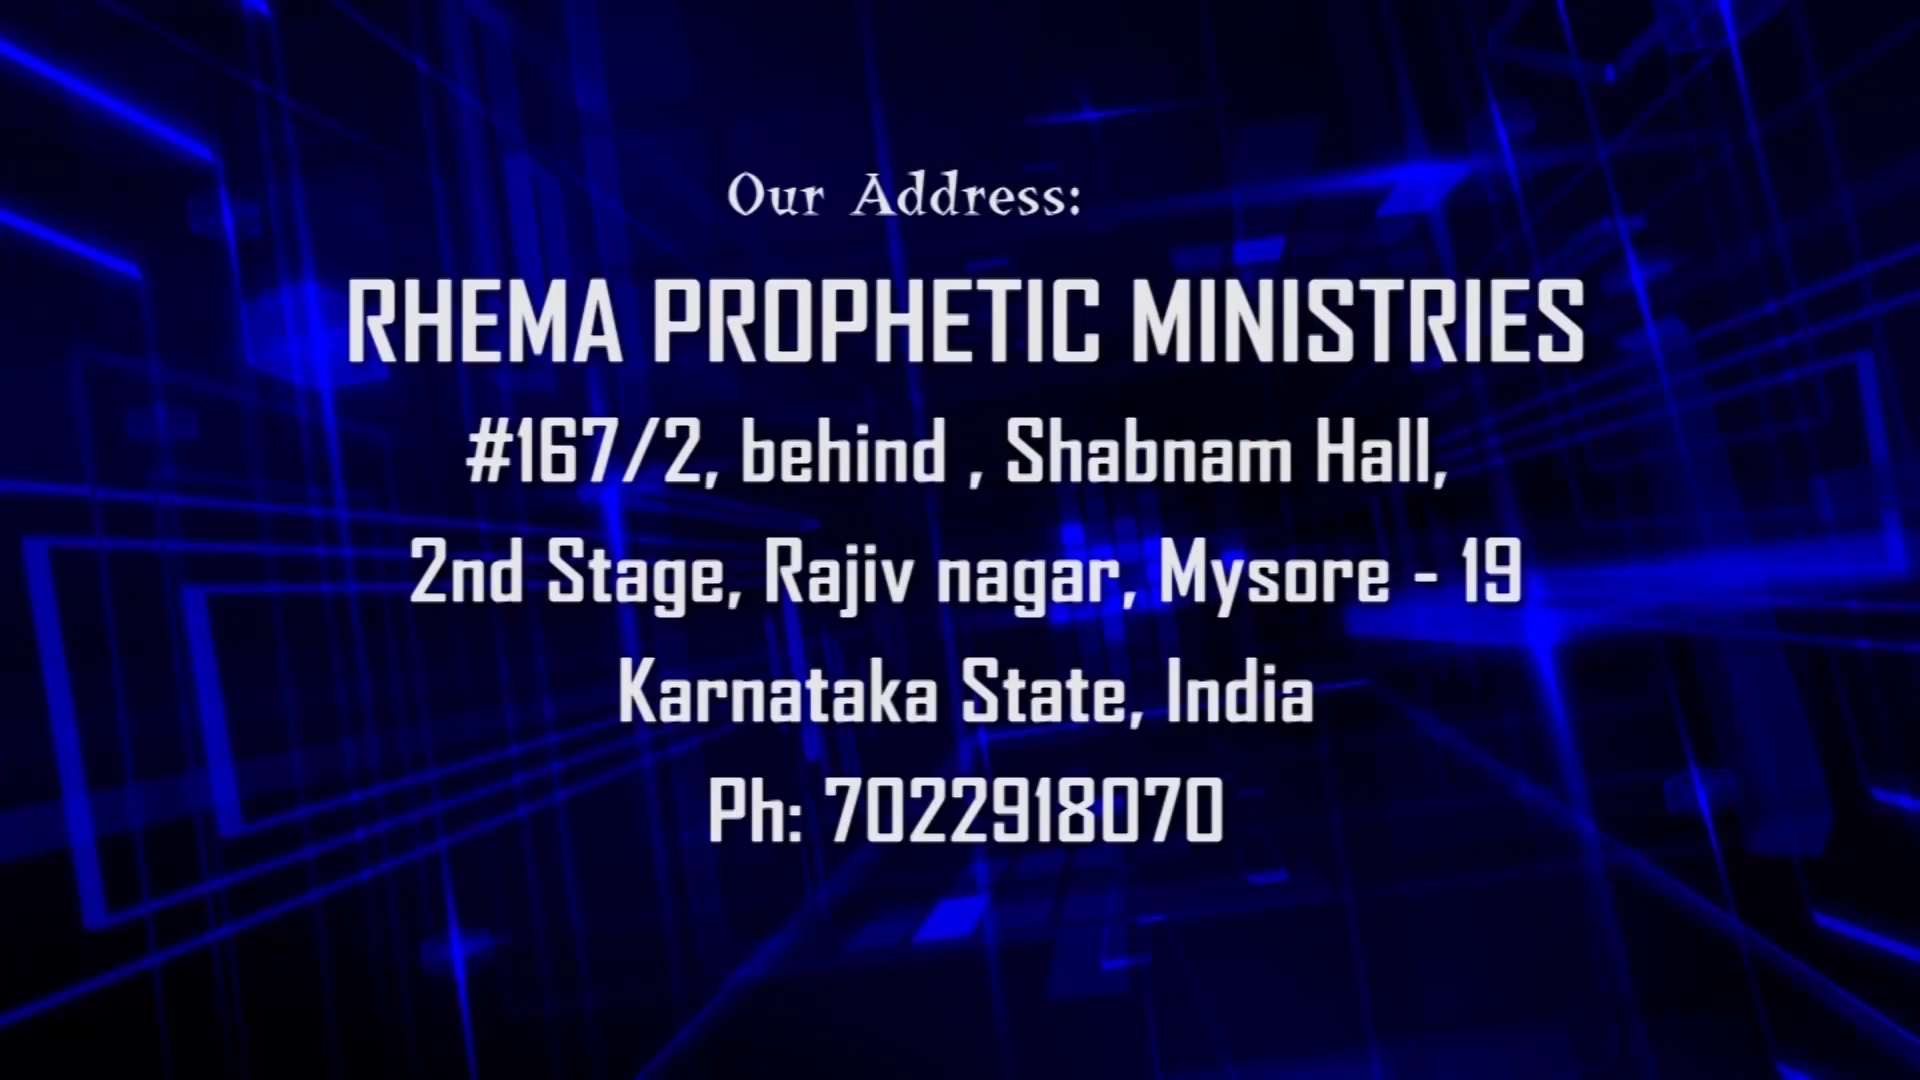 Our Address:
RHEMA PROPHETIC MINISTRIES
#167/2, behind , Shabnam Hall,
2nd Stage, Rajiv nagar, Mysore - 19
Karnataka State, India
Ph: 7022918070